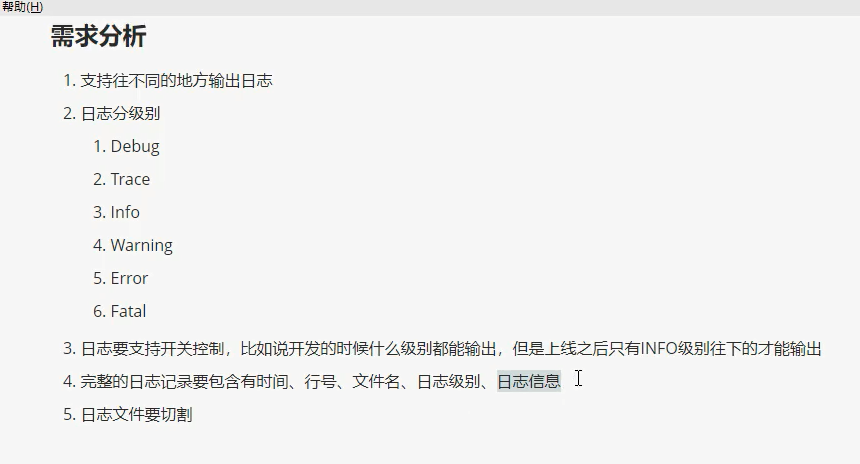 帮助(H)
需求分析
1. 支持往不同的地方输出日志
2. 日志分级别
1. Debug
2. Trace
3. Info
4. Warning
5. Error
6. Fatal
3. 日志要支持开关控制，比如说开发的时候什么级别都能输出，但是上线之后只有INFO级别往下的才能输出
4. 完整的日志记录要包含有时间、行号、文件名、日志级别、日志信息
5. 日志文件要切割